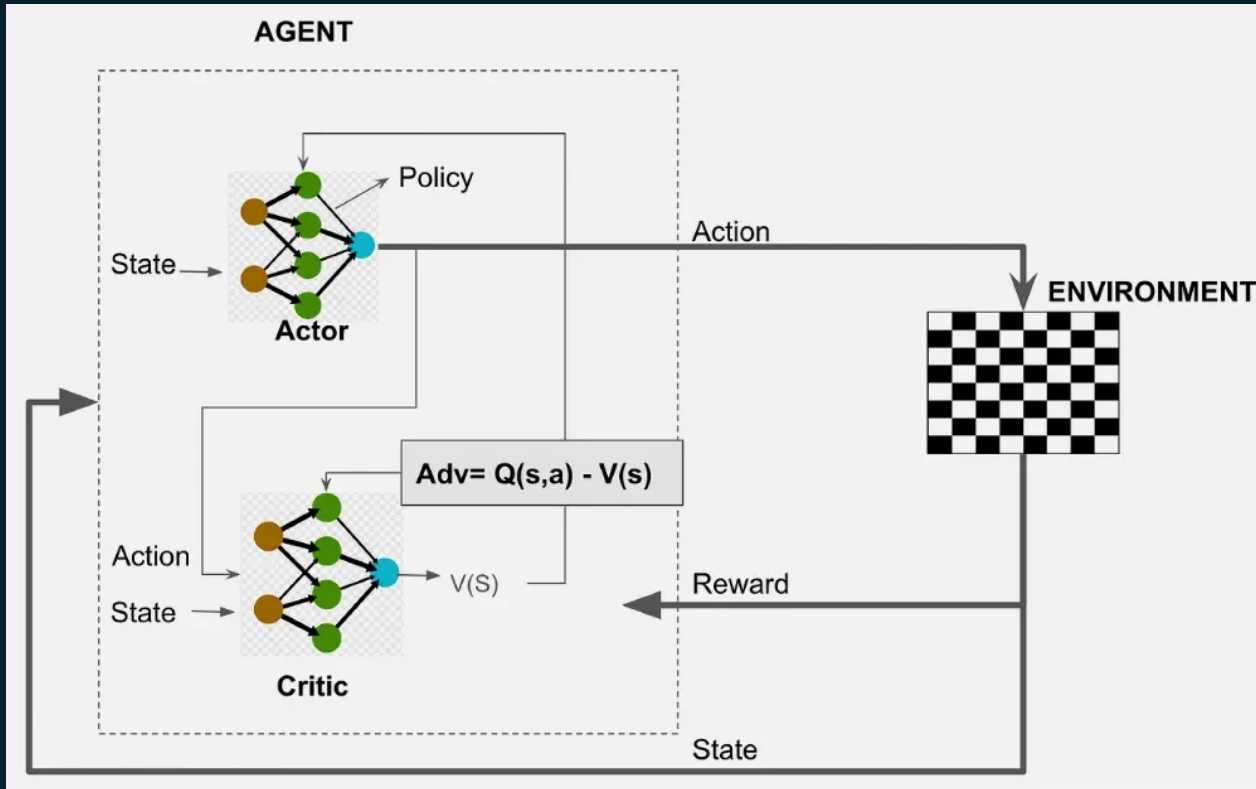 AGENT
Policy
Action
State
ENVIRONMENT
Actor
Adv= Q(s,a) - V(s)
Action
V(S)
Reward
State
Critic
State